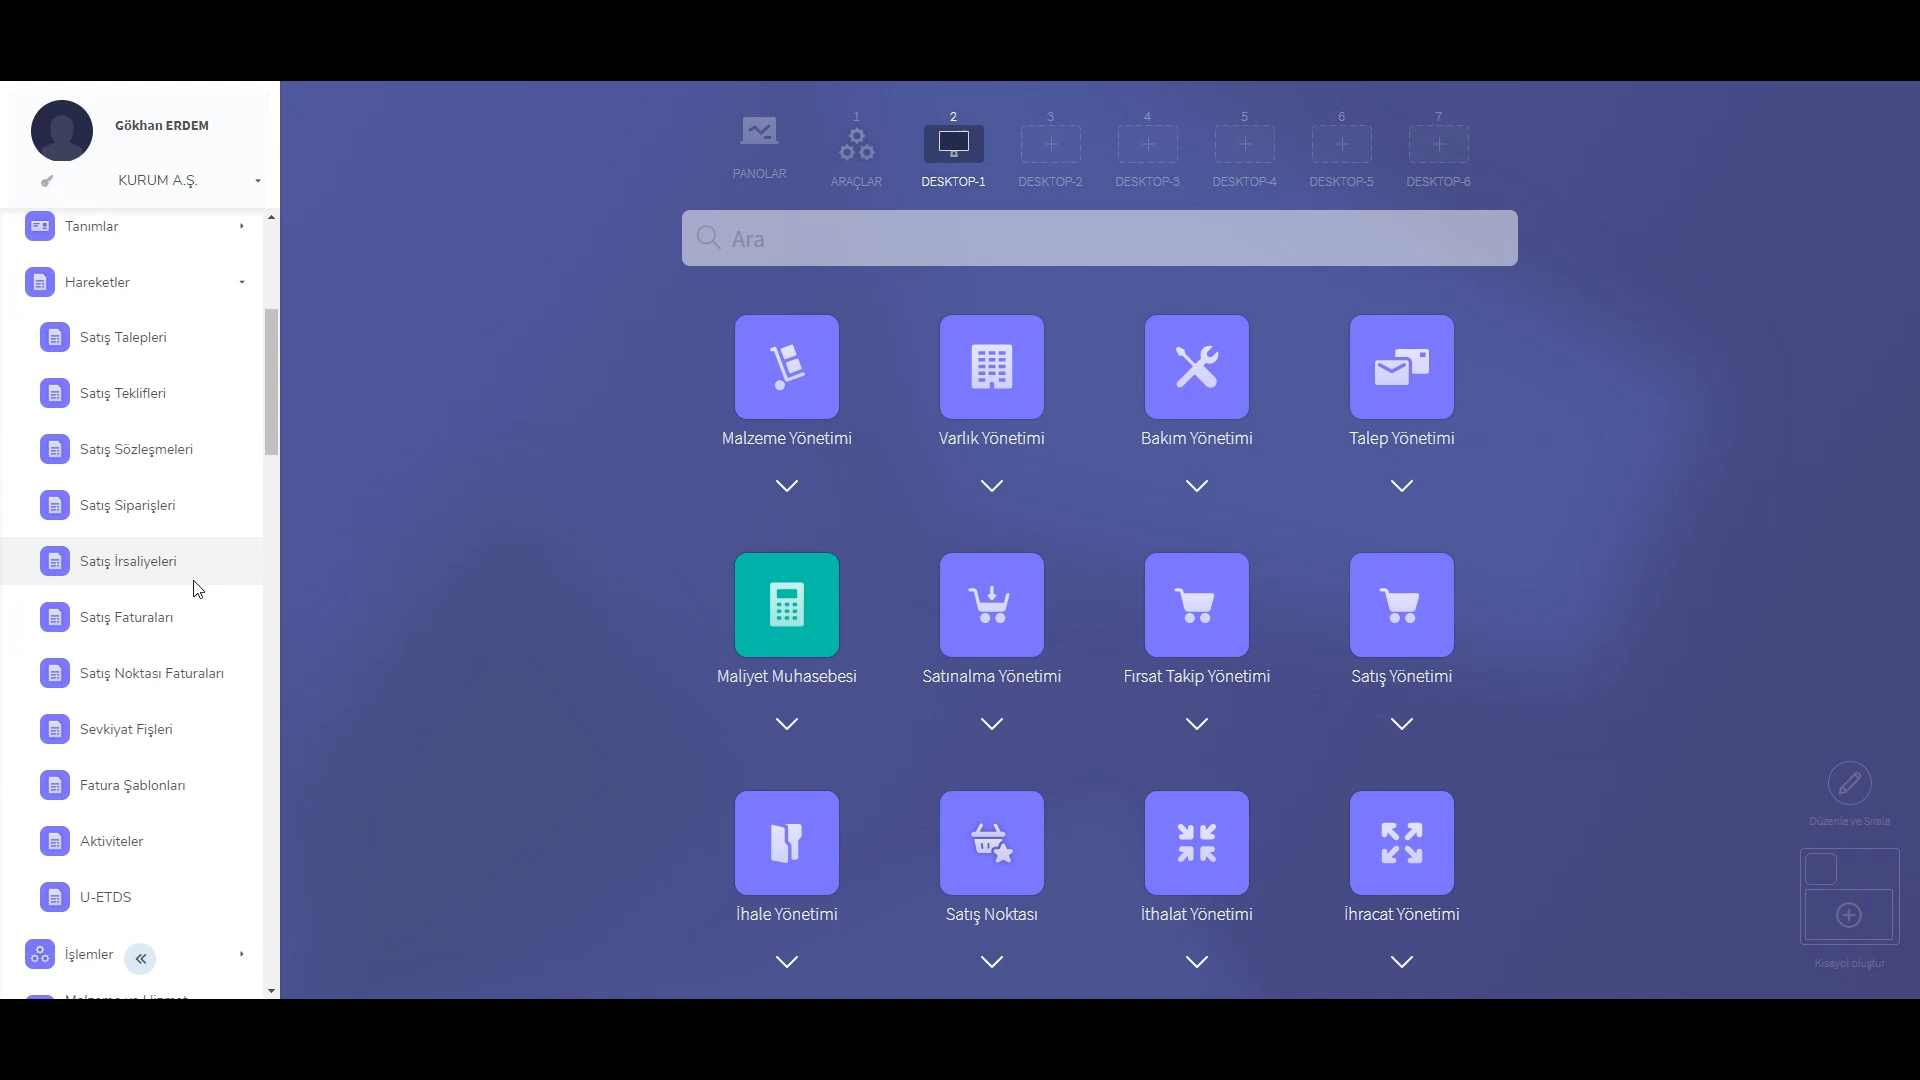 Gökhan ERDEM
KURUM A.Ş.
Tanımlar
Hareketler
Satış Talepleri
Satış Teklifleri
Satış Sözleşmeleri
Satış Siparişleri
Satış İrsaliyeleri
Satış Faturaları
Satış Noktası Faturaları
Sevkiyat Fişleri
Fatura Şablonları
Aktiviteler
U-ETDS
İşlemler
Malzeme ve Hizmet
1 2 3 4 5 6 7
PANOLAR ARAÇLAR DESKTOP-1 DESKTOP-2 DESKTOP-3 DESKTOP-4 DESKTOP-5 DESKTOP-6
Ara
Malzeme Yönetimi Varlık Yönetimi Bakım Yönetimi Talep Yönetimi
Maliyet Muhasebesi Satınalma Yönetimi Fırsat Takip Yönetimi Satış Yönetimi
İhale Yönetimi Satış Noktası İthalat Yönetimi İhracat Yönetimi
Düzenle ve Sırala
Kısayol oluştur